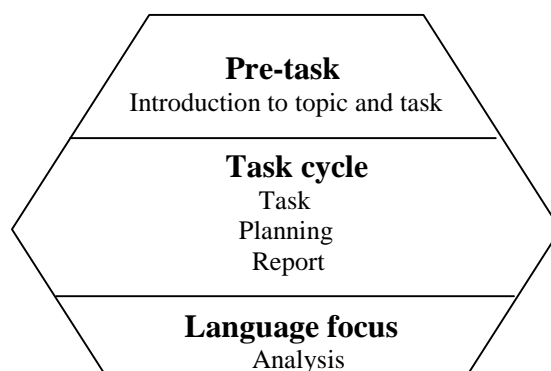 Pre-task
Introduction to topic and task
Task cycle
Task
Planning
Report
Language focus
Analysis